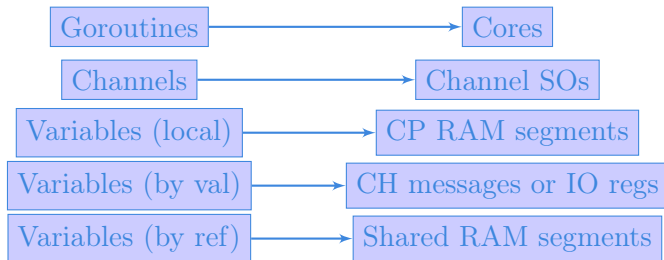 Goroutines Cores
Channels Channel SOs
Variables (local) CP RAM segments
Variables (by val) CH messages or IO regs
Variables (by ref) Shared RAM segments